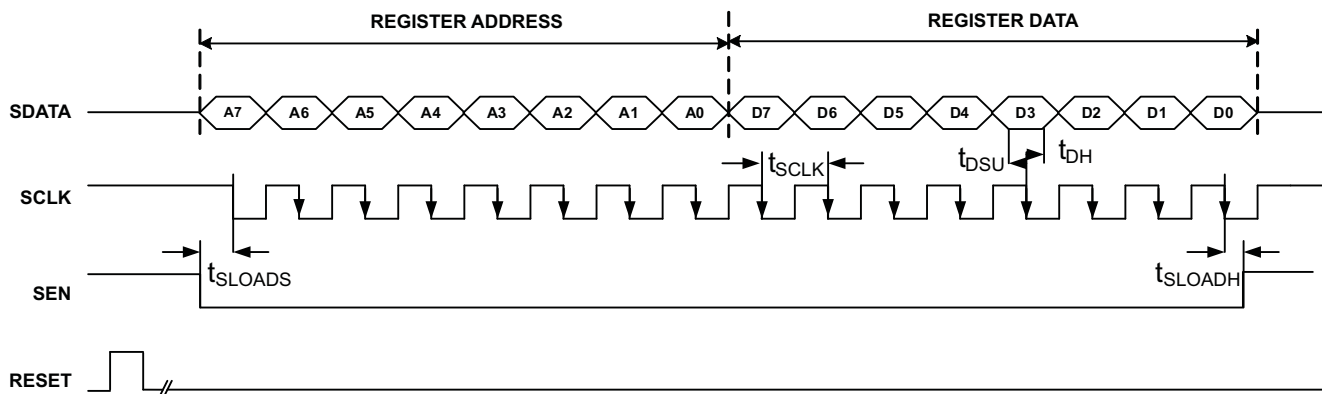 REGISTER ADDRESS REGISTER DATA
SDATA A7 A6 A5 A4 A3 A2 A1 A0 D7 D6 D5 D4 D3 D2 D1 D0
tSCLK tDSU tDH
SCLK
tSLOADS tSLOADH
SEN
RESET